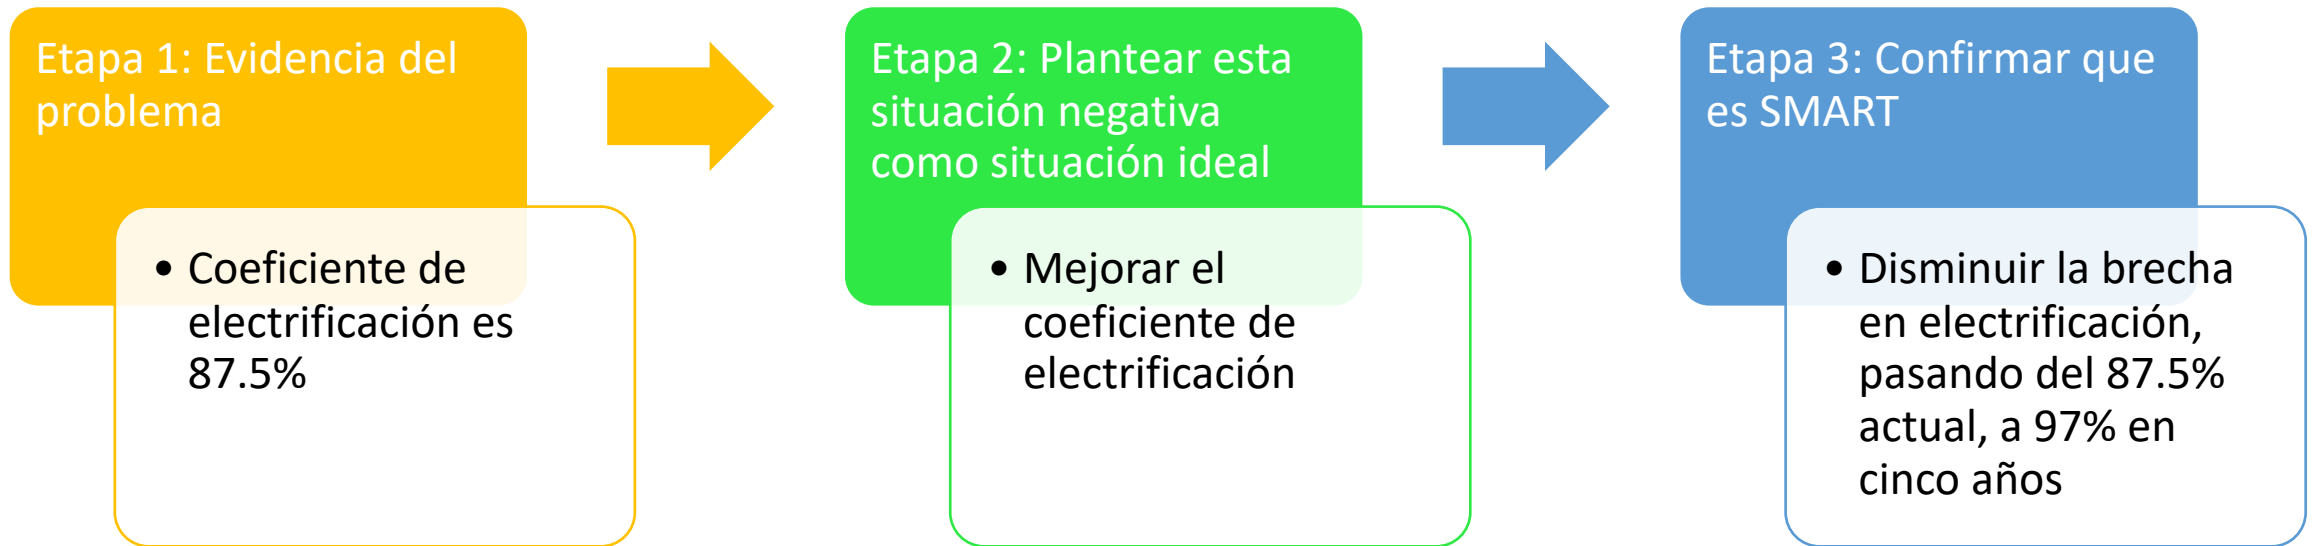 Etapa 1: Evidencia del
problema
• Coeficiente de
electrificación es
87.5%
Etapa 2: Plantear esta
situación negativa
como situación ideal
• Mejorar el
coeficiente de
electrificación
Etapa 3: Confirmar que
es SMART
• Disminuir la brecha
en electrificación,
pasando del 87.5%
actual, a 97% en
cinco años